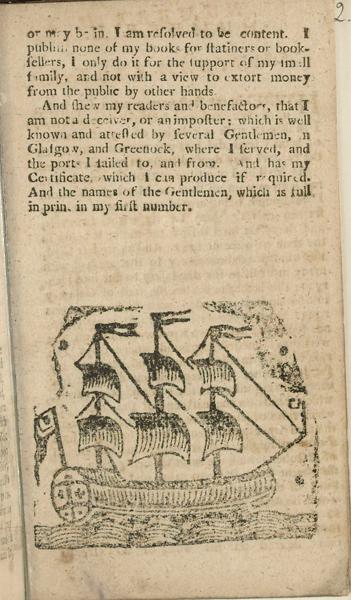 2.
or may be in, I am reſolved to be content. I
publiſh none of my books for ſtatiners or book-
ſellers, I only do it for the ſupport of my ſmall
family, and not with a view to extort money
from the public by other hands
And ſhew my readers and benefactors, that I
am not a deceiver, or an impoſter; which is well
known and atteſted by ſeveral Gentlemen, in
Glaſgow, and Greenock, where I ſerved, and
the ports I ſailed to, and from. And has my
Certificate, which I can produce if required.
And the names of the Gentlemen, which is full
in print in my firſt number.